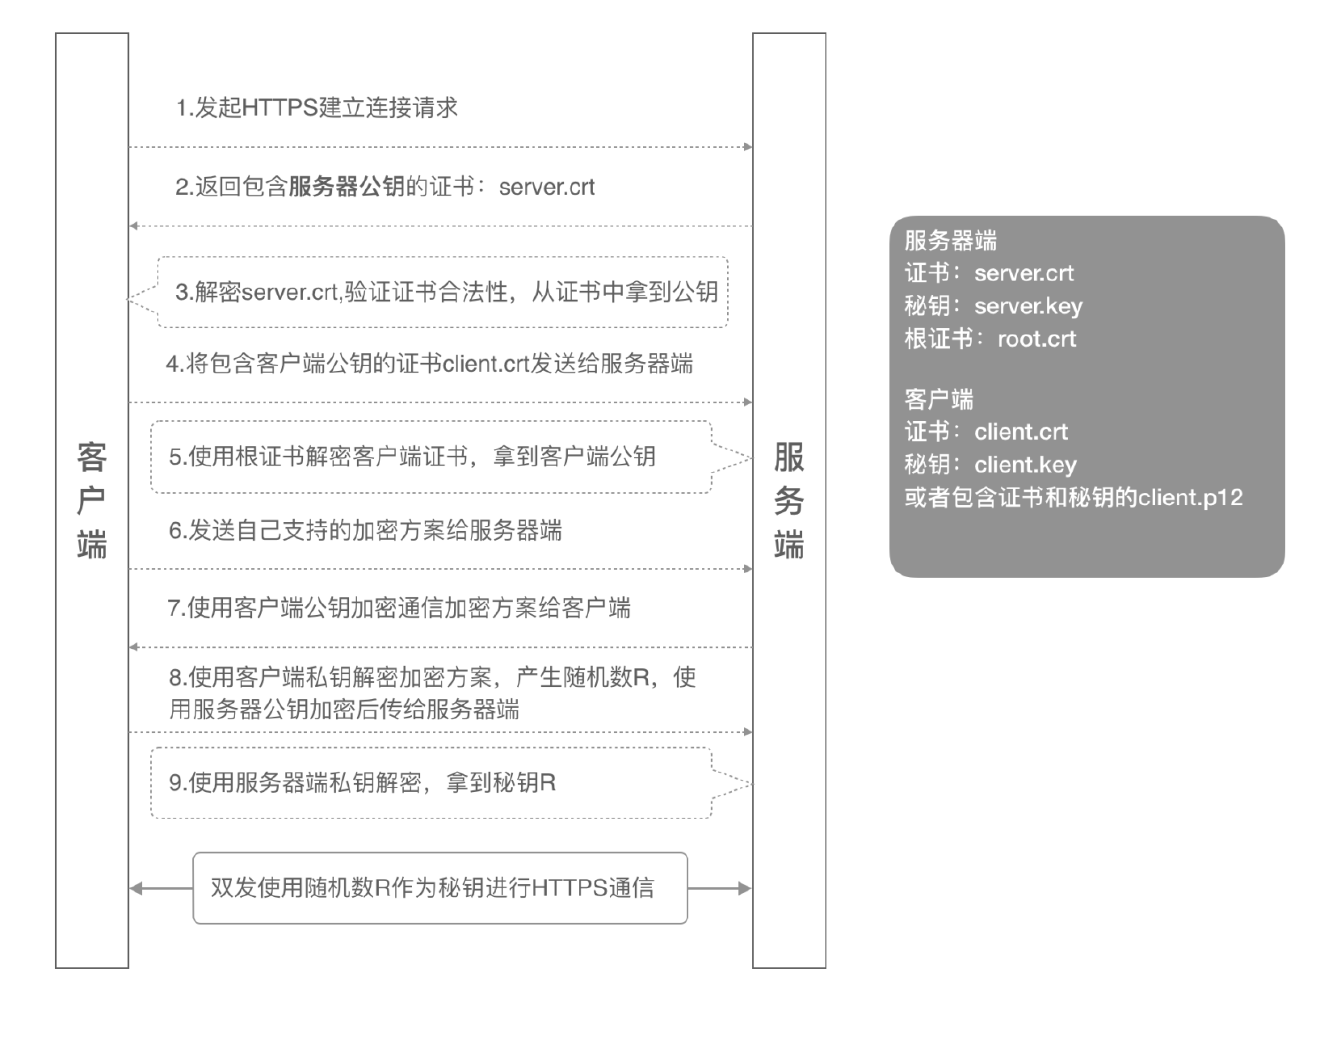 1.发起HTTPS建立连接请求
2.返回包含服务器公钥的证书：server.crt
3.解密server.crt,验证证书合法性，从证书中拿到公钥
4.将包含客户端公钥的证书client.crt发送给服务器端
5.使用根证书解密客户端证书，拿到客户端公钥
6.发送自己支持的加密方案给服务器端
7.使用客户端公钥加密通信加密方案给客户端
8.使用客户端私钥解密加密方案，产生随机数R，使
用服务器公钥加密后传给服务器端
9.使用服务器端私钥解密，拿到秘钥R
双发使用随机数R作为秘钥进行HTTPS通信
客户端
服务端
服务器端
证书：server.crt
秘钥：server.key
根证书：root.crt
客户端
证书：client.crt
秘钥：client.key
或者包含证书和秘钥的client.p12